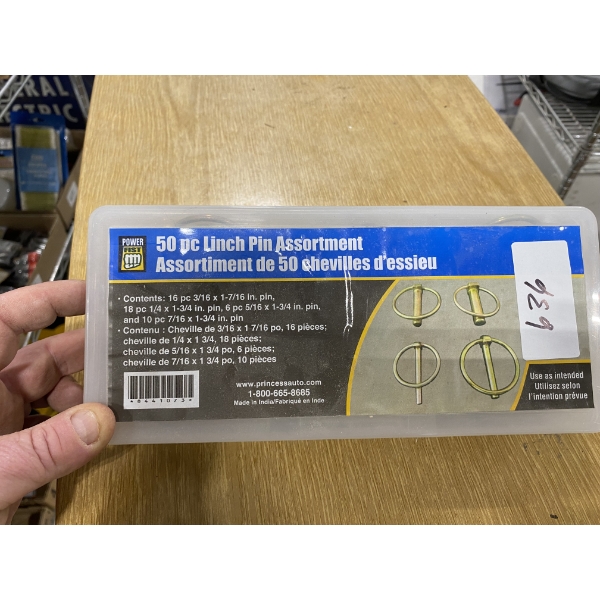 ERAL
CTRIC
POWER
FIST
50 pc Linch Pin Assortment
Assortiment de 50 chevilles d'essieu
• Contents: 16 pc 3/16 x 1-7/16 in. pin,
18 pc 1/4 x 1-3/4 in. pin, 6 pc 5/16 x 1-3/4 in. pin,
and 10 pc 7/16 x 1-3/4 in. pin
• Contenu : Cheville de 3/16 x 1 7/16 po, 16 pièces;
cheville de 1/4 x 1 3/4, 18 pièces;
cheville de 5/16 x 1 3/4 po, 6 pièces;
cheville de 7/16 x 1 3/4 po, 10 pièces
www.princessauto.com
1-800-665-8685
Made in India/Fabriqué en Inde
636
Use as intended
Utilisez selon
l'intention prévue